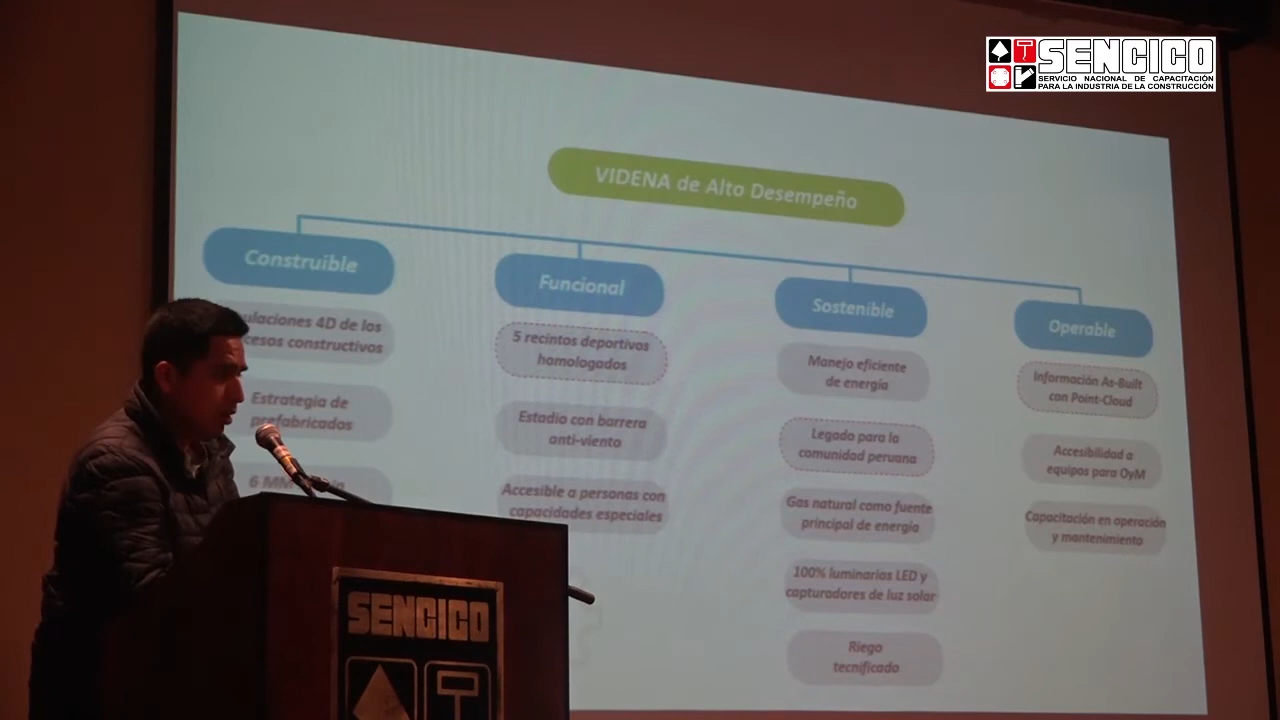 SENCICO
SERVICIO NACIONAL DE CAPACITACIÓN
PARA LA INDUSTRIA DE LA CONSTRUCCIÓN
VIDENA de Alto Desempeño
Construible
de los
constructivos
Estrategia de
prefabricados
6
Funcional
5 recintos deportivos
homologados
Estadio con barrera
anti-viento
Accesible a personas con
capacidades especiales
Sostenible
Manejo eficiente
de energía
Legado para la
comunidad peruana
Gas natural como fuente
principal de energía
100% luminarias LED y
capturadores de luz solar
Riego
tecnificado
Operable
Información As-Built
con Point-Cloud
Accesibilidad a
equipos para OyM
Capacitación en operación
y mantenimiento
SENCICO